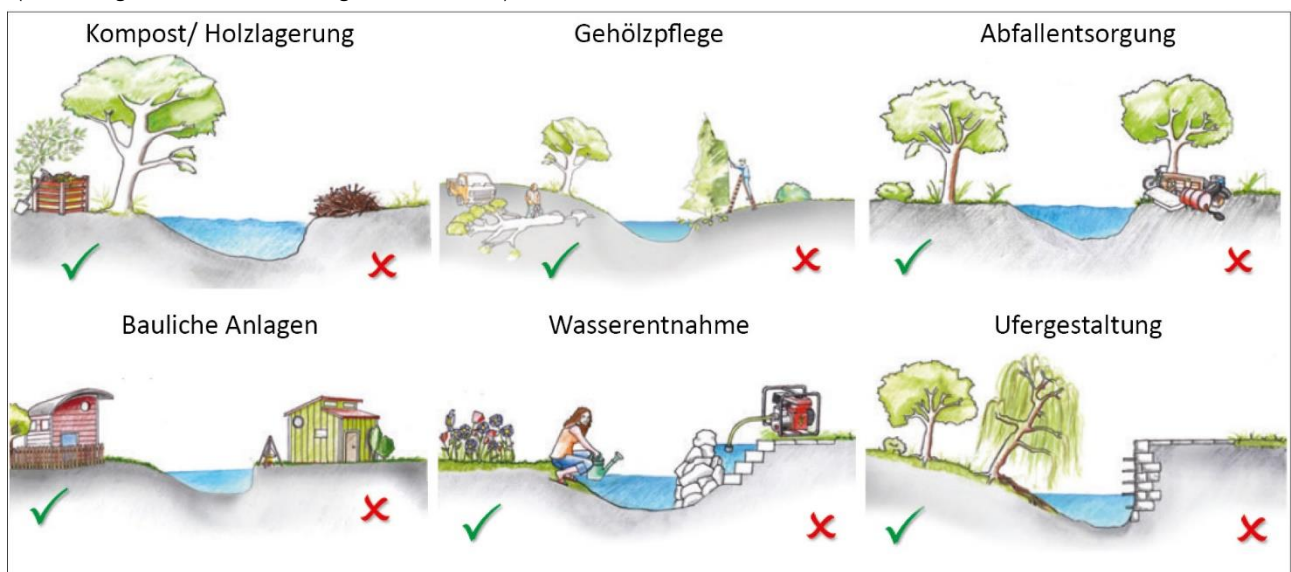 Kompost/ Holzlagerung
Gehölzpflege
Abfallentsorgung
Bauliche Anlagen
Wasserentnahme
Ufergestaltung